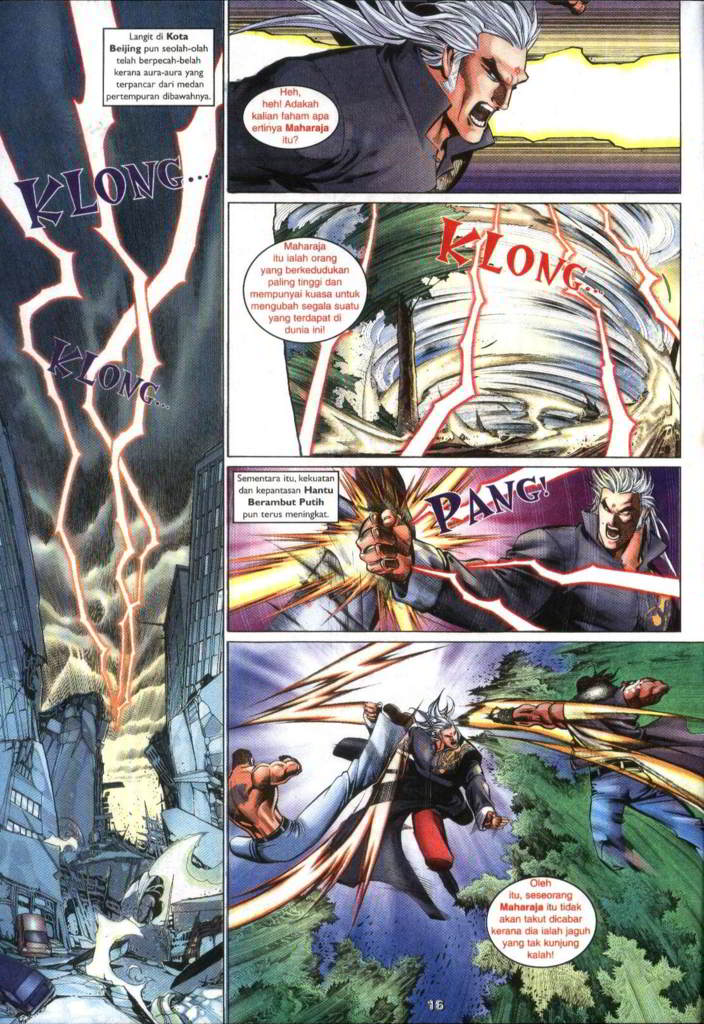 Langit di Kota
Beijing pun seolah-olah
telah berpecah-belah
kerana aura-aura yang
terpancar dari medan
pertempuran dibawahnya.
KLONG...
KLONG...
Heh,
heh! Adakah
kalian faham apa
ertinya Maharaja
itu?
Maharaja
itu ialah orang
yang berkedudukan
paling tinggi dan
mempunyai kuasa untuk
mengubah segala suatu
yang terdapat di
dunia ini!
KLONG...
Sementara itu, kekuatan
dan kepantasan Hantu
Berambut Putih
pun terus meningkat.
PANG!
Oleh
itu, seseorang
Maharaja itu tidak
akan takut dicabar
kerana dia ialah jaguh
yang tak kunjung
kalah!
16